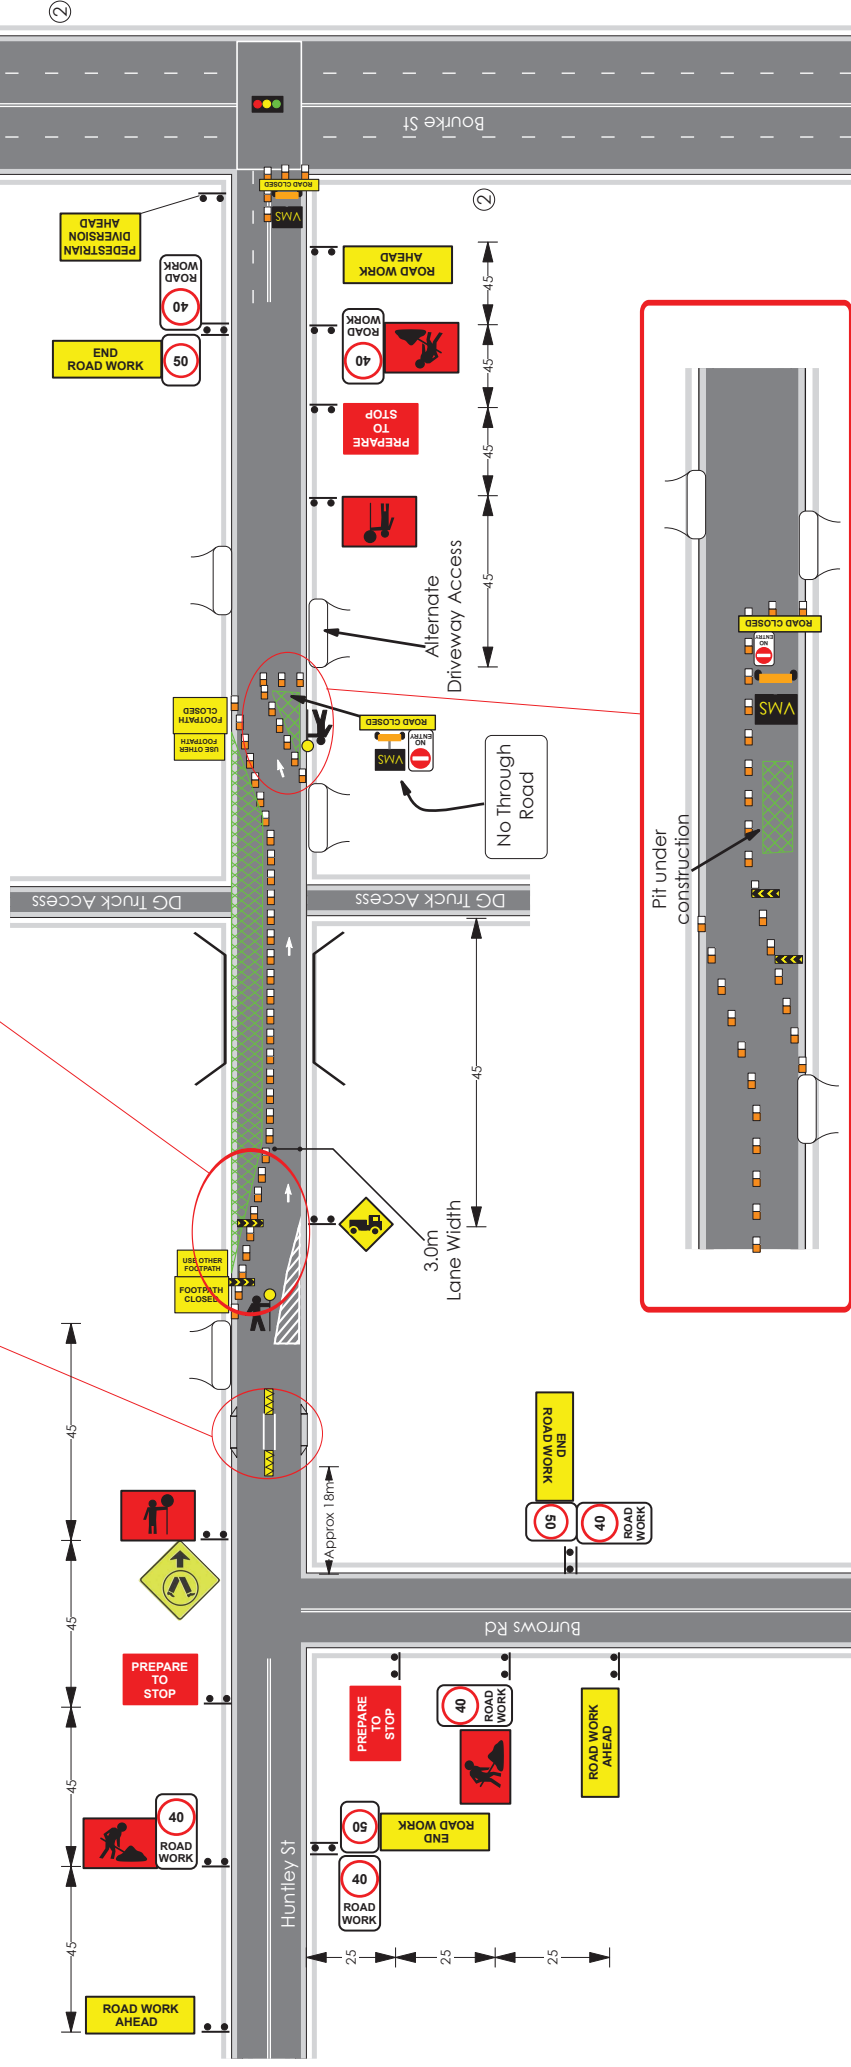 2
Bourke St
ROAD CLOSED
VMS
PEDESTRIAN
DIVERSION
AHEAD
2
ROAD WORK
AHEAD
40
ROAD
WORK
45
END
ROAD WORK
50
40
ROAD
WORK
45
PREPARE
TO
STOP
45
45
Alternate
Driveway Access
FOOTPATH
CLOSED
USE OTHER
FOOTPATH
ROAD CLOSED
VMS
NO
ENTRY
No Through
Road
ROAD CLOSED
NO
ENTRY
VMS
Pit under
construction
DG Truck Access
DG Truck Access
45
3.0m
Lane Width
USE OTHER
FOOTPATH
FOOTPATH
CLOSED
45
Approx 18m
END
ROAD WORK
50
40
ROAD
WORK
45
Burrows Rd
PREPARE
TO
STOP
45
PREPARE
TO
STOP
40
ROAD
WORK
ROAD WORK
AHEAD
40
ROAD
WORK
50
END
ROAD WORK
40
ROAD
WORK
Huntley St
45
25
25
25
ROAD WORK
AHEAD